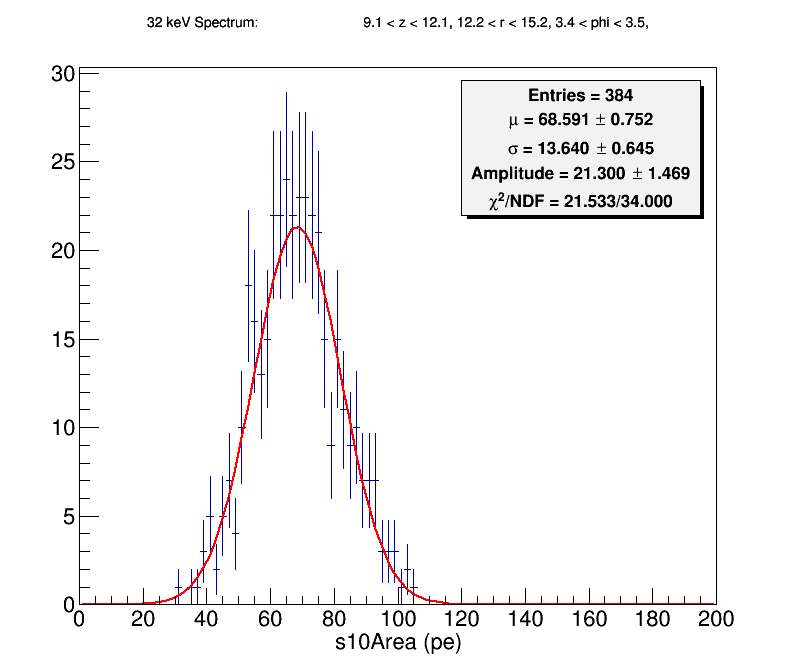 32 keV Spectrum: 9.1 < z < 12.1, 12.2 < r < 15.2, 3.4 < phi < 3.5,
Entries = 384
μ = 68.591 ± 0.752
σ = 13.640 ± 0.645
Amplitude = 21.300 ± 1.469
χ²/NDF = 21.533/34.000
30
25
20
15
10
5
0
0 20 40 60 80 100 120 140 160 180 200
s10Area (pe)